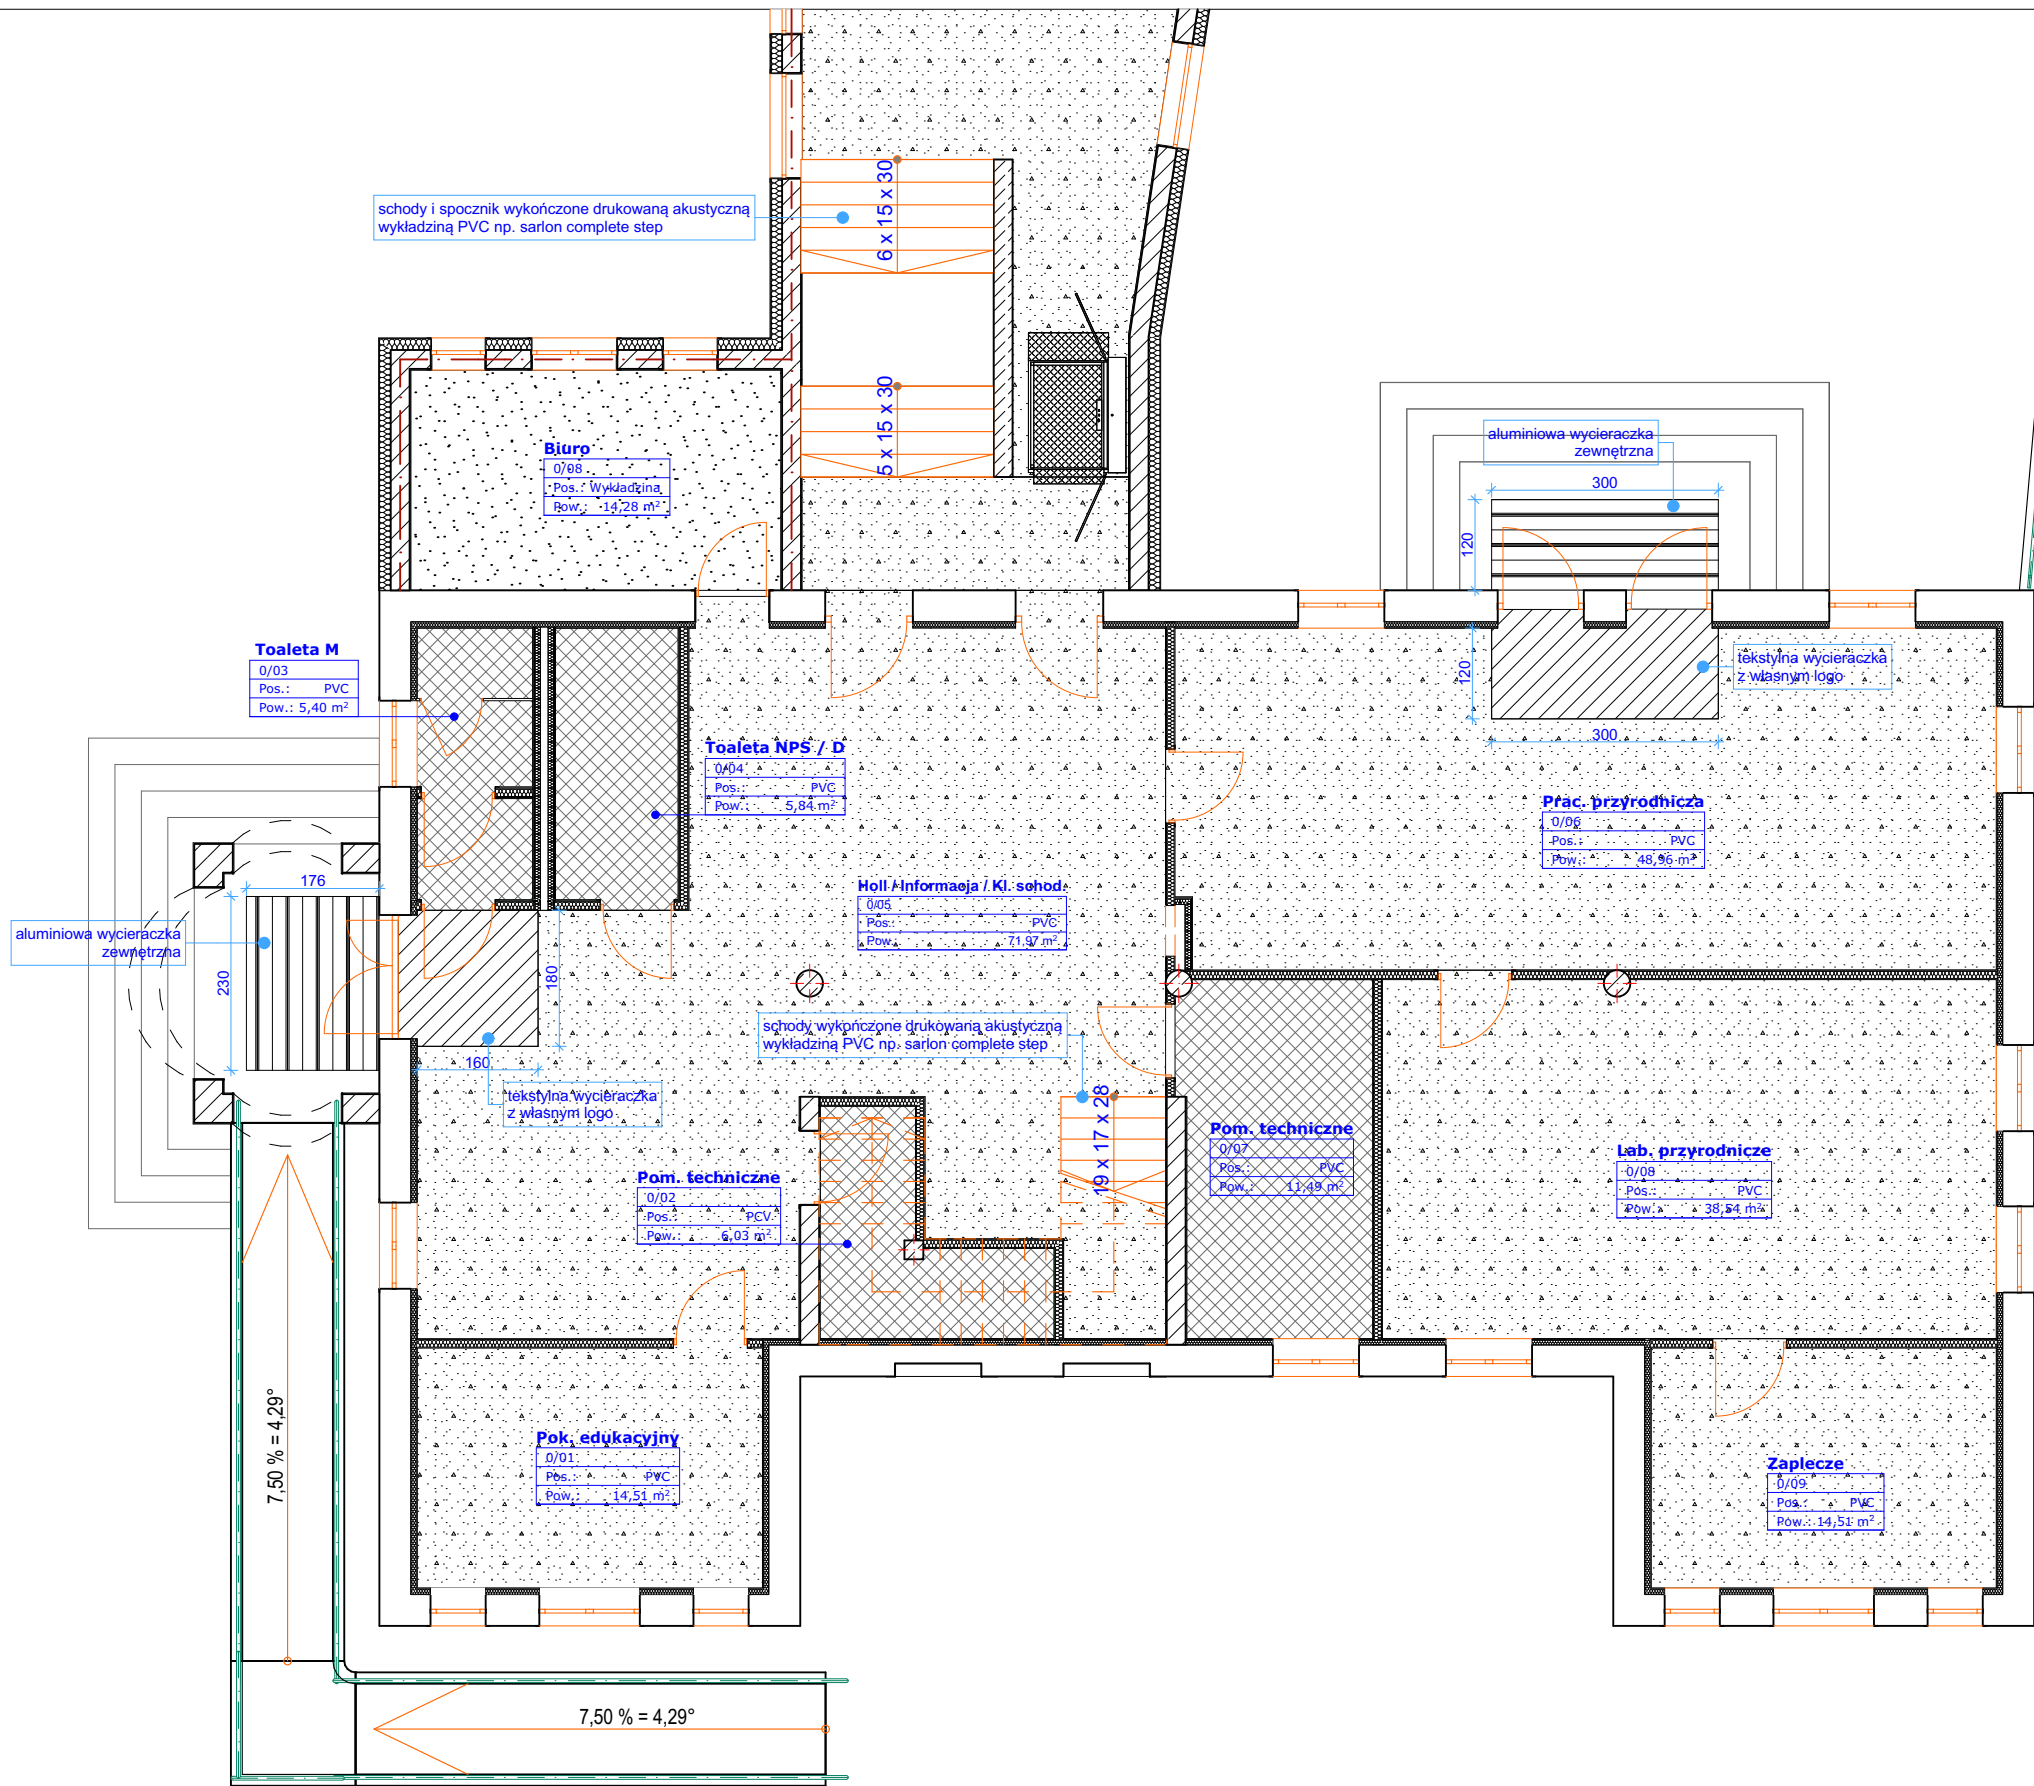 schody i spocznik wykończone drukowaną akustyczną
wykładziną PVC np. sarlon complete step
6 x 15 x 30
5 x 15 x 30
Biuro
0/08
Pos.: Wykładzina
Pow.: 14,28 m²
aluminiowa wycieraczka
zewnętrzna
300
120
120
300
tekstylna wycieraczka
z własnym logo
Toaleta M
0/03
Pos.: PVC
Pow.: 5,40 m²
Toaleta NPS / D
0/04
Pos.: PVC
Pow.: 5,84 m²
Prac. przyrodnicza
0/06
Pos.: PVC
Pow.: 48,96 m²
Holl / Informacja / Kl. schod.
0/05
Pos.: PVC
Pow.: 71,97 m²
176
aluminiowa wycieraczka
zewnętrzna
230
180
160
tekstylna wycieraczka
z własnym logo
schody wykończone drukowaną akustyczną
wykładziną PVC np. sarlon complete step
19 x 17 x 28
Pom. techniczne
0/07
Pos.: PVC
Pow.: 11,49 m²
Lab. przyrodnicze
0/08
Pos.: PVC
Pow.: 38,54 m²
Pom. techniczne
0/02
Pos.: PCV
Pow.: 6,03 m²
Pok. edukacyjny
0/01
Pos.: PVC
Pow.: 14,51 m²
Zaplecze
0/09
Pos.: PVC
Pow.: 14,51 m²
7,50 % = 4,29°
7,50 % = 4,29°